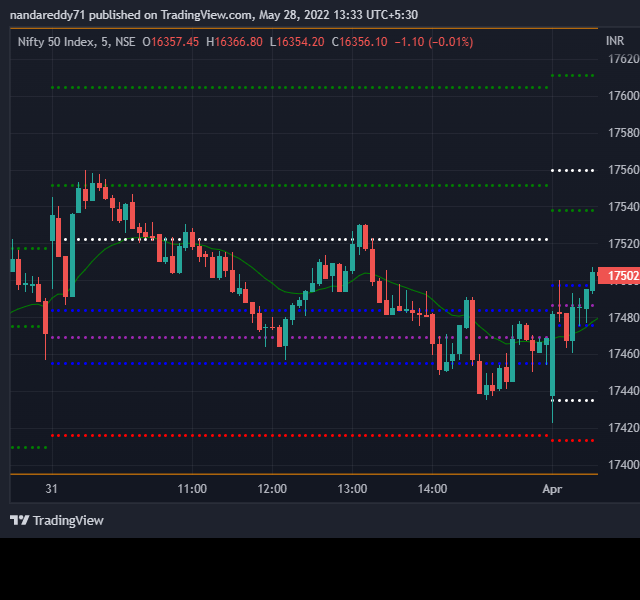 nandareddy71 published on TradingView.com, May 28, 2022 13:33 UTC+5:30
Nifty 50 Index, 5, NSE O16357.45 H16366.80 L16354.20 C16356.10 −1.10 (−0.01%)
INR
17620
17600
17580
17560
17540
17520
17502
17480
17460
17440
17420
17400
31 11:00 12:00 13:00 14:00 Apr
TradingView